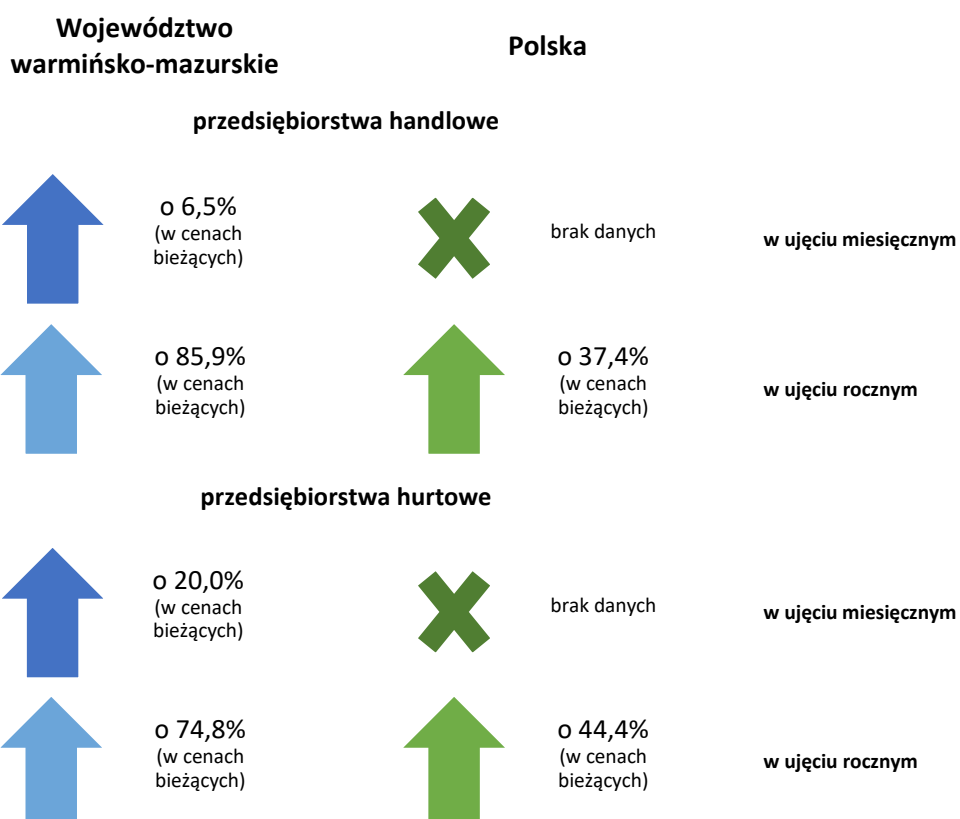 Województwo
warmińsko-mazurskie
Polska
przedsiębiorstwa handlowe
o 6,5%
(w cenach
bieżących)
brak danych
w ujęciu miesięcznym
o 85,9%
(w cenach
bieżących)
o 37,4%
(w cenach
bieżących)
w ujęciu rocznym
przedsiębiorstwa hurtowe
o 20,0%
(w cenach
bieżących)
brak danych
w ujęciu miesięcznym
o 74,8%
(w cenach
bieżących)
o 44,4%
(w cenach
bieżących)
w ujęciu rocznym